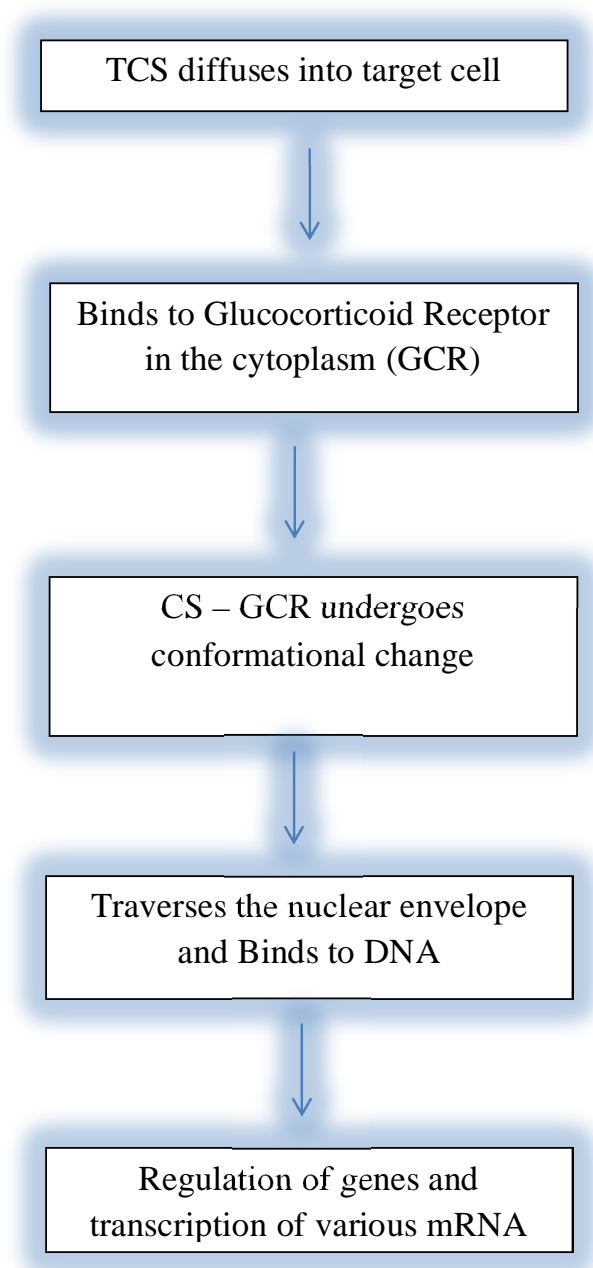 TCS diffuses into target cell
Binds to Glucocorticoid Receptor
in the cytoplasm (GCR)
CS – GCR undergoes
conformational change
Traverses the nuclear envelope
and Binds to DNA
Regulation of genes and
transcription of various mRNA